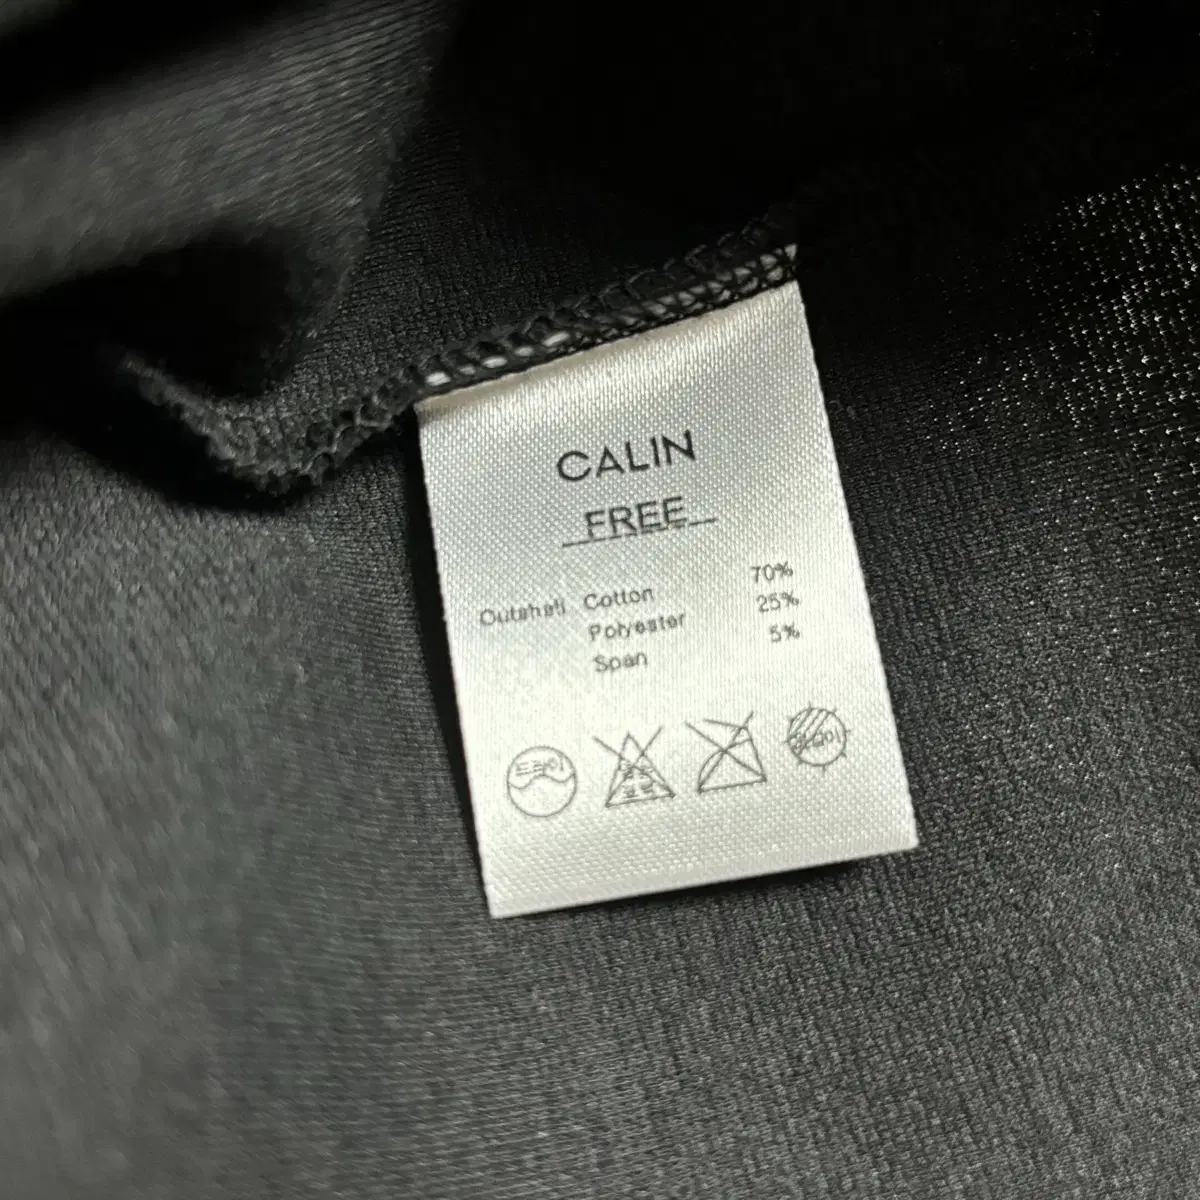 CALIN
FREE
Outshell Cotton 70%
Polyester 25%
Span 5%
드라이